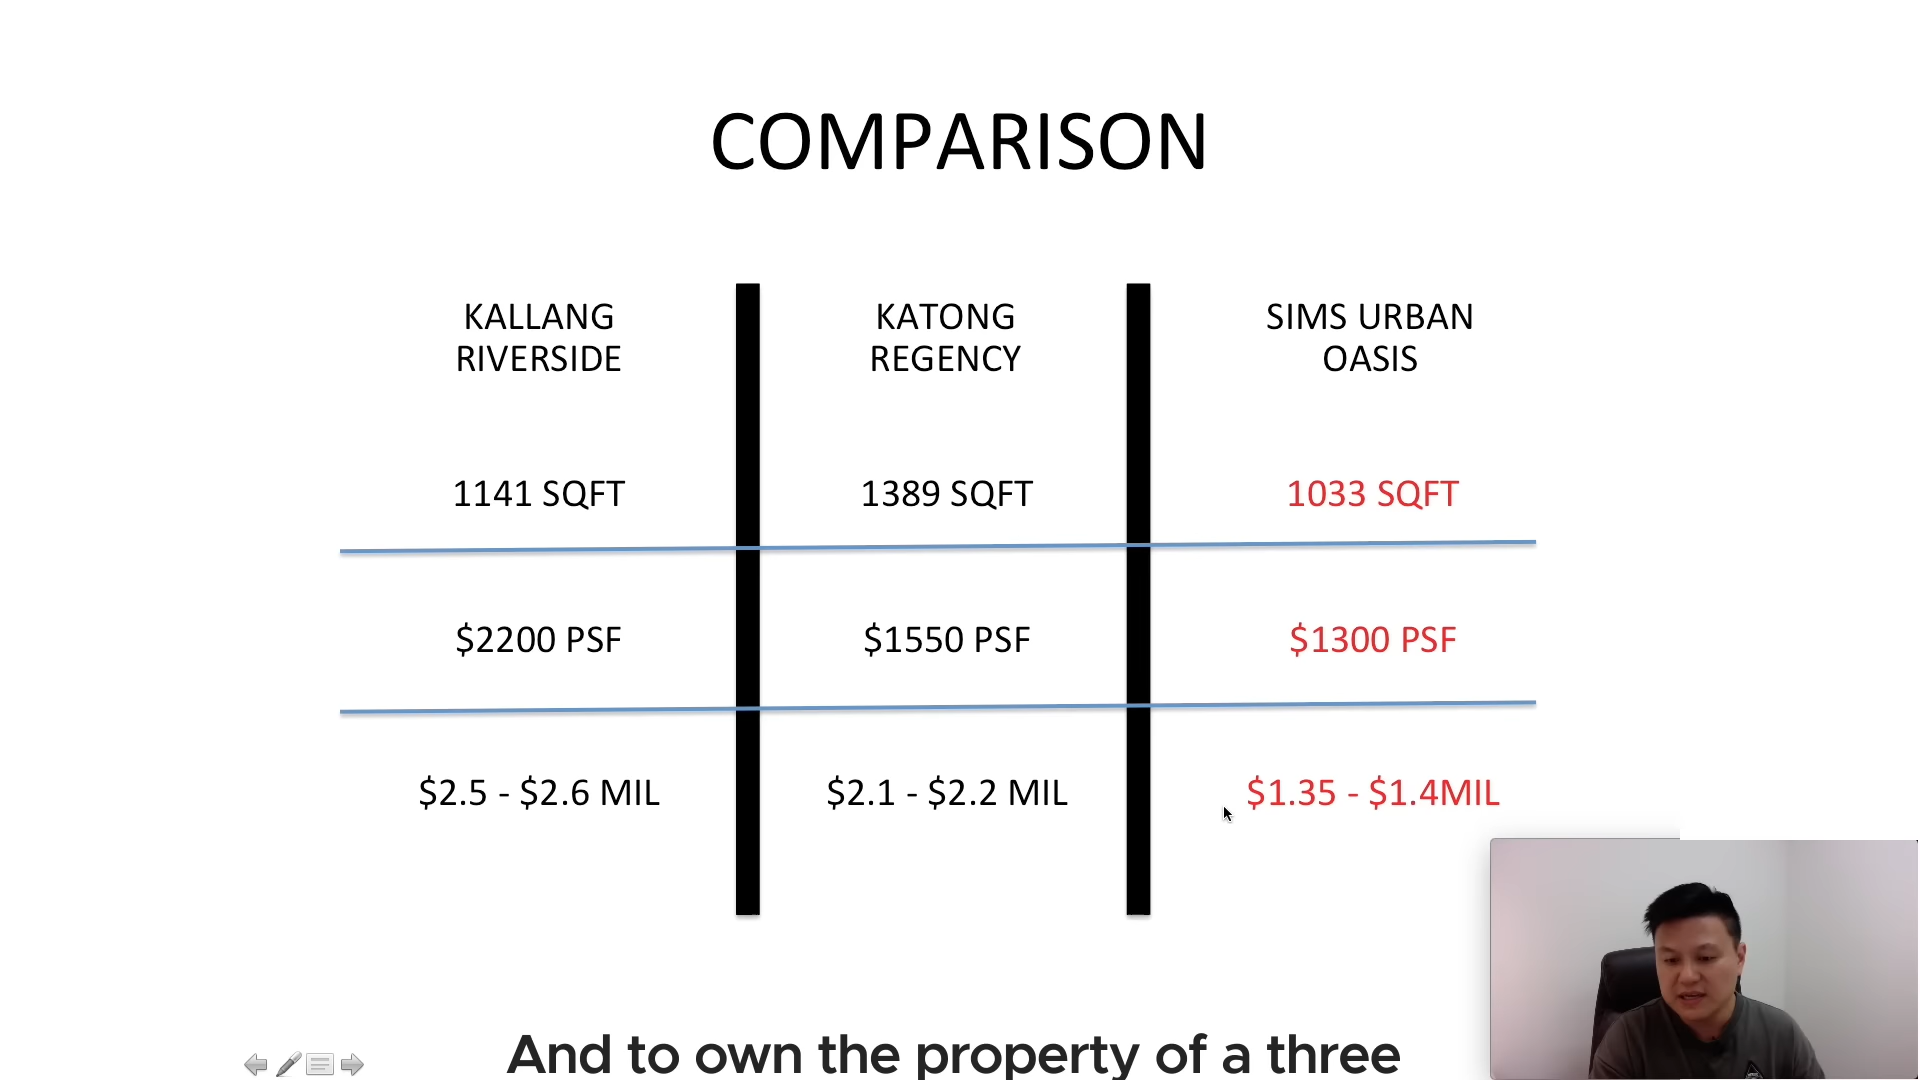 COMPARISON
KALLANG
RIVERSIDE
KATONG
REGENCY
SIMS URBAN
OASIS
1141 SQFT
1389 SQFT
1033 SQFT
$2200 PSF
$1550 PSF
$1300 PSF
$2.5 - $2.6 MIL
$2.1 - $2.2 MIL
$1.35 - $1.4MIL
And to own the property of a three